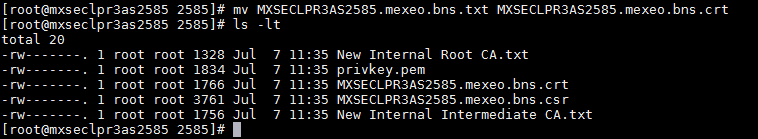 [root@mxseclpr3as2585 2585]# mv MXSECLPR3AS2585.mexeo.bns.txt MXSECLPR3AS2585.mexeo.bns.crt
[root@mxseclpr3as2585 2585]# ls -lt
total 20
-rw-------. 1 root root 1328 Jul  7 11:35 New Internal Root CA.txt
-rw-------. 1 root root 1834 Jul  7 11:35 privkey.pem
-rw-------. 1 root root 1766 Jul  7 11:35 MXSECLPR3AS2585.mexeo.bns.crt
-rw-------. 1 root root 3761 Jul  7 11:35 MXSECLPR3AS2585.mexeo.bns.csr
-rw-------. 1 root root 1756 Jul  7 11:35 New Internal Intermediate CA.txt
[root@mxseclpr3as2585 2585]#